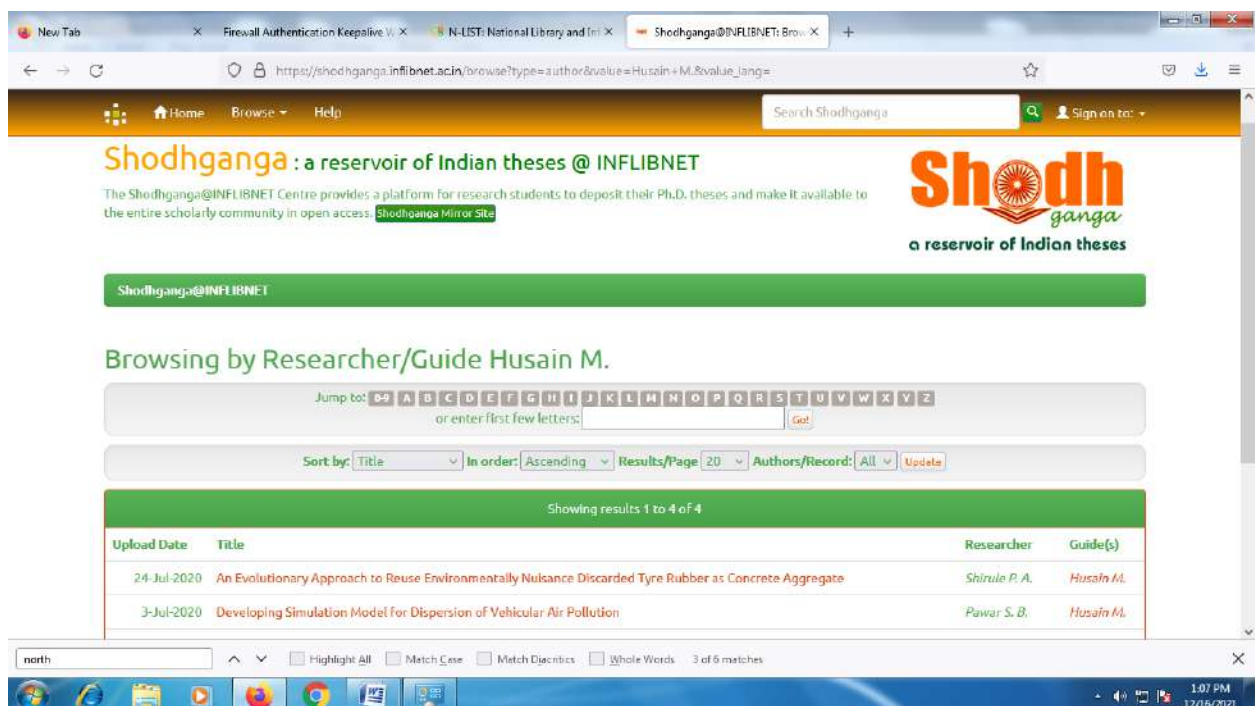 New Tab
Firewall Authentication Keepalive W
N-LIST: National Library and Inf
Shodhganga@INFLIBNET: Brow
https://shodhganga.inflibnet.ac.in/browse?type=author&value=Husain+M.&value_lang=
Home Browse Help
Search Shodhganga
Sign on to:
Shodhganga : a reservoir of Indian theses @ INFLIBNET
The Shodhganga@INFLIBNET Centre provides a platform for research students to deposit their Ph.D. theses and make it available to
the entire scholarly community in open access. Shodhganga Mirror Site
Shodh
ganga
a reservoir of Indian theses
Shodhganga@INFLIBNET
Browsing by Researcher/Guide Husain M.
Jump to: 0-9 A B C D E F G H I J K L M N O P Q R S T U V W X Y Z
or enter first few letters: Go!
Sort by: Title In order: Ascending Results/Page 20 Authors/Record: All Update
Showing results 1 to 4 of 4
Upload Date Title Researcher Guide(s)
24-Jul-2020 An Evolutionary Approach to Reuse Environmentally Nuisance Discarded Tyre Rubber as Concrete Aggregate Shirule P. A. Husain M.
3-Jul-2020 Developing Simulation Model for Dispersion of Vehicular Air Pollution Pawar S. B. Husain M.
north Highlight All Match Case Match Diacritics Whole Words 3 of 6 matches
1:07 PM
12/16/2021